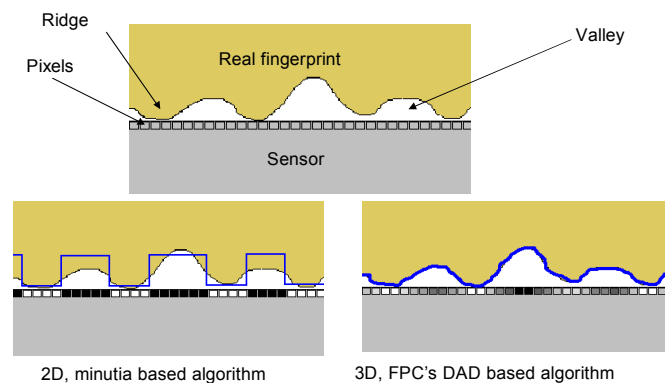 Ridge
Pixels
Real fingerprint
Valley
Sensor
2D, minutia based algorithm
3D, FPC's DAD based algorithm